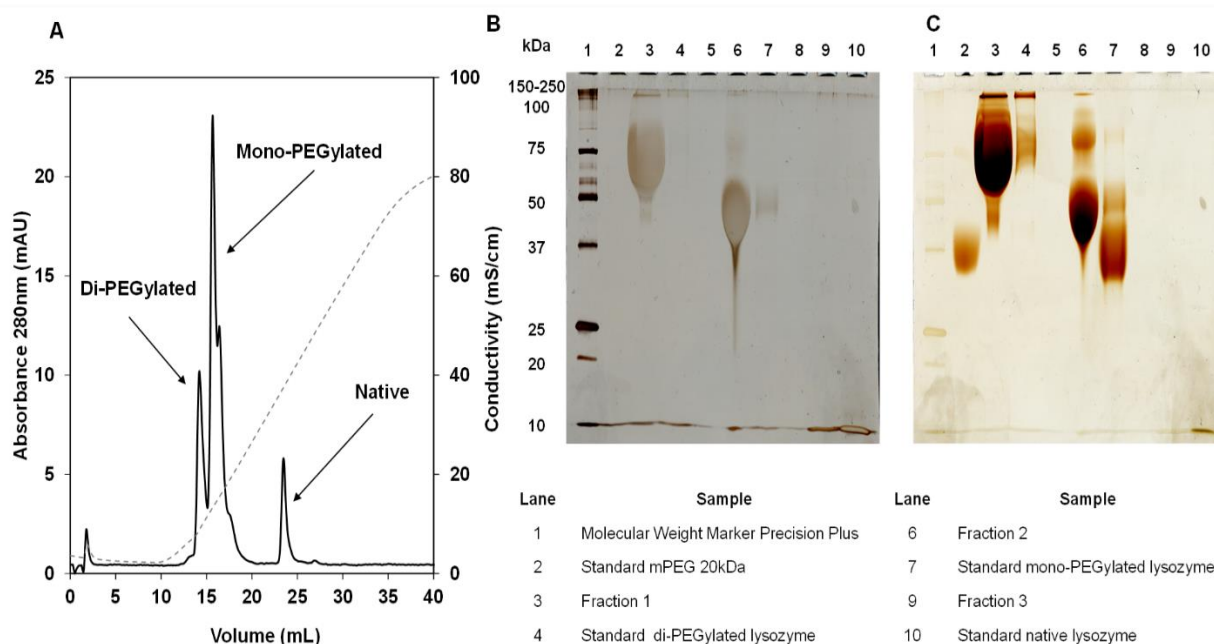 A
25
20
15
10
5
0
100
80
60
40
20
0
0 5 10 15 20 25 30 35 40
Absorbance 280nm (mAU)
Conductivity (mS/cm)
Volume (mL)
Mono-PEGylated
Di-PEGylated
Native
B
kDa 1 2 3 4 5 6 7 8 9 10
150-250
100
75
50
37
25
20
10
C
1 2 3 4 5 6 7 8 9 10
Lane Sample Lane Sample
1 Molecular Weight Marker Precision Plus 6 Fraction 2
2 Standard mPEG 20kDa 7 Standard mono-PEGylated lysozyme
3 Fraction 1 9 Fraction 3
4 Standard di-PEGylated lysozyme 10 Standard native lysozyme